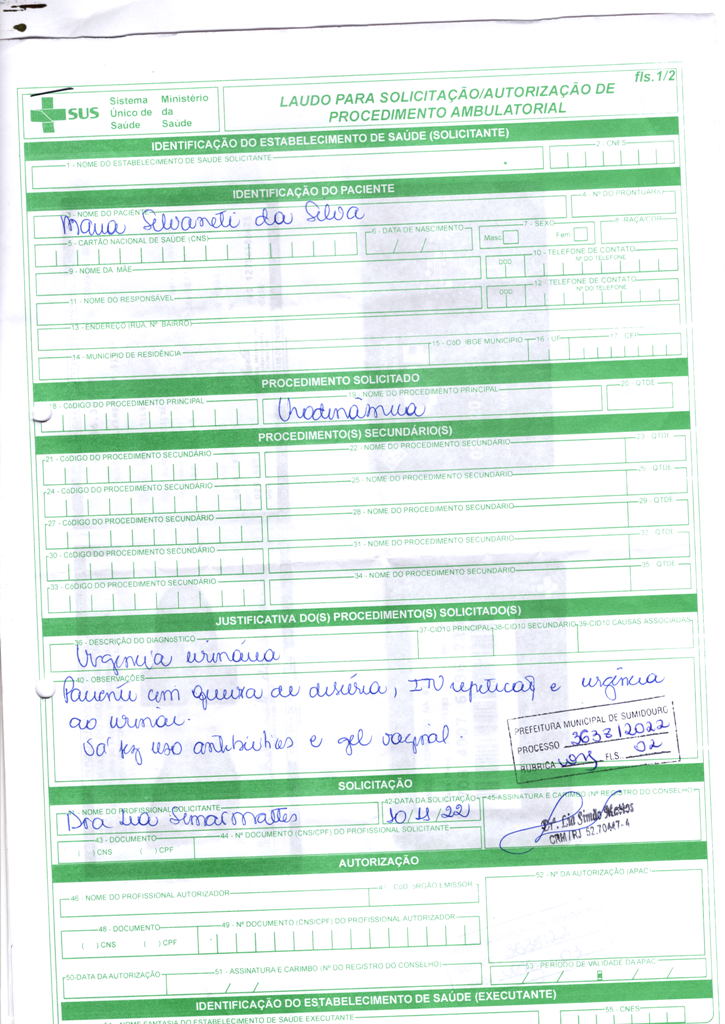 fls.1/2
SUS Sistema Único de Saúde Ministério da Saúde
LAUDO PARA SOLICITAÇÃO/AUTORIZAÇÃO DE PROCEDIMENTO AMBULATORIAL
IDENTIFICAÇÃO DO ESTABELECIMENTO DE SAÚDE (SOLICITANTE)
1 - NOME DO ESTABELECIMENTO DE SAÚDE SOLICITANTE
2 - CNES
IDENTIFICAÇÃO DO PACIENTE
NOME DO PACIEN
4 - Nº DO PRONTUÁRIO
Maria Silvaneti da Silva
5 - CARTÃO NACIONAL DE SAÚDE (CNS)
6 - DATA DE NASCIMENTO
7 - SEXO
Masc
Fem
8 - RAÇA/COR
9 - NOME DA MÃE
10 - TELEFONE DE CONTATO
DDD
Nº DO TELEFONE
11 - NOME DO RESPONSÁVEL
12 - TELEFONE DE CONTATO
DDD
Nº DO TELEFONE
13 - ENDEREÇO (RUA, Nº BAIRRO)
14 - MUNICÍPIO DE RESIDÊNCIA
15 - CóD. IBGE MUNICÍPIO
16 - UF
17 - CEP
PROCEDIMENTO SOLICITADO
18 - CóDIGO DO PROCEDIMENTO PRINCIPAL
19 - NOME DO PROCEDIMENTO PRINCIPAL
20 - QTDE
Urodinâmica
PROCEDIMENTO(S) SECUNDÁRIO(S)
21 - CóDIGO DO PROCEDIMENTO SECUNDÁRIO
22 - NOME DO PROCEDIMENTO SECUNDÁRIO
23 - QTDE
24 - CóDIGO DO PROCEDIMENTO SECUNDÁRIO
25 - NOME DO PROCEDIMENTO SECUNDÁRIO
26 - QTDE
27 - CóDIGO DO PROCEDIMENTO SECUNDÁRIO
28 - NOME DO PROCEDIMENTO SECUNDÁRIO
29 - QTDE
30 - CóDIGO DO PROCEDIMENTO SECUNDÁRIO
31 - NOME DO PROCEDIMENTO SECUNDÁRIO
32 - QTDE
33 - CóDIGO DO PROCEDIMENTO SECUNDÁRIO
34 - NOME DO PROCEDIMENTO SECUNDÁRIO
35 - QTDE
JUSTIFICATIVA DO(S) PROCEDIMENTO(S) SOLICITADO(S)
36 - DESCRIÇÃO DO DIAGNóSTICO
37-CID10 PRINCIPAL
38-CID10 SECUNDÁRIO
39-CID10 CAUSAS ASSOCIADAS
Urgência urinária
40 - OBSERVAÇÕES
Paciente com queixa de disúria, ITU repetição e urgência
ao urinar.
Já fez uso antibióticos e gel vaginal.
PREFEITURA MUNICIPAL DE SUMIDOURO
PROCESSO 3638/2022
RUBRICA FLS. 02
SOLICITAÇÃO
NOME DO PROFISSIONAL SOLICITANTE
42-DATA DA SOLICITAÇÃO
45-ASSINATURA E CARIMBO (Nº REGISTRO DO CONSELHO)
Dra Lia Simão Mattos
10/11/22
43 - DOCUMENTO
( ) CNS ( ) CPF
44 - Nº DOCUMENTO (CNS/CPF) DO PROFISSIONAL SOLICITANTE
Drª. Lia Simão Mattos
CRM/RJ 52.70447-4
AUTORIZAÇÃO
46 - NOME DO PROFISSIONAL AUTORIZADOR
47 - CóD. ÓRGÃO EMISSOR
52 - Nº DA AUTORIZAÇÃO (APAC)
48 - DOCUMENTO
( ) CNS ( ) CPF
49 - Nº DOCUMENTO (CNS/CPF) DO PROFISSIONAL AUTORIZADOR
50-DATA DA AUTORIZAÇÃO
51 - ASSINATURA E CARIMBO (Nº DO REGISTRO DO CONSELHO)
53 - PERÍODO DE VALIDADE DA APAC
IDENTIFICAÇÃO DO ESTABELECIMENTO DE SAÚDE (EXECUTANTE)
54 - NOME FANTASIA DO ESTABELECIMENTO DE SAÚDE EXECUTANTE
55 - CNES